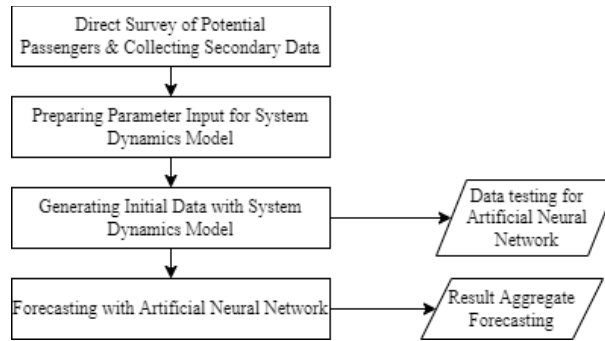 Direct Survey of Potential
Passengers & Collecting Secondary Data
Preparing Parameter Input for System
Dynamics Model
Generating Initial Data with System
Dynamics Model
Data testing for
Artificial Neural
Network
Forecasting with Artificial Neural Network
Result Aggregate
Forecasting